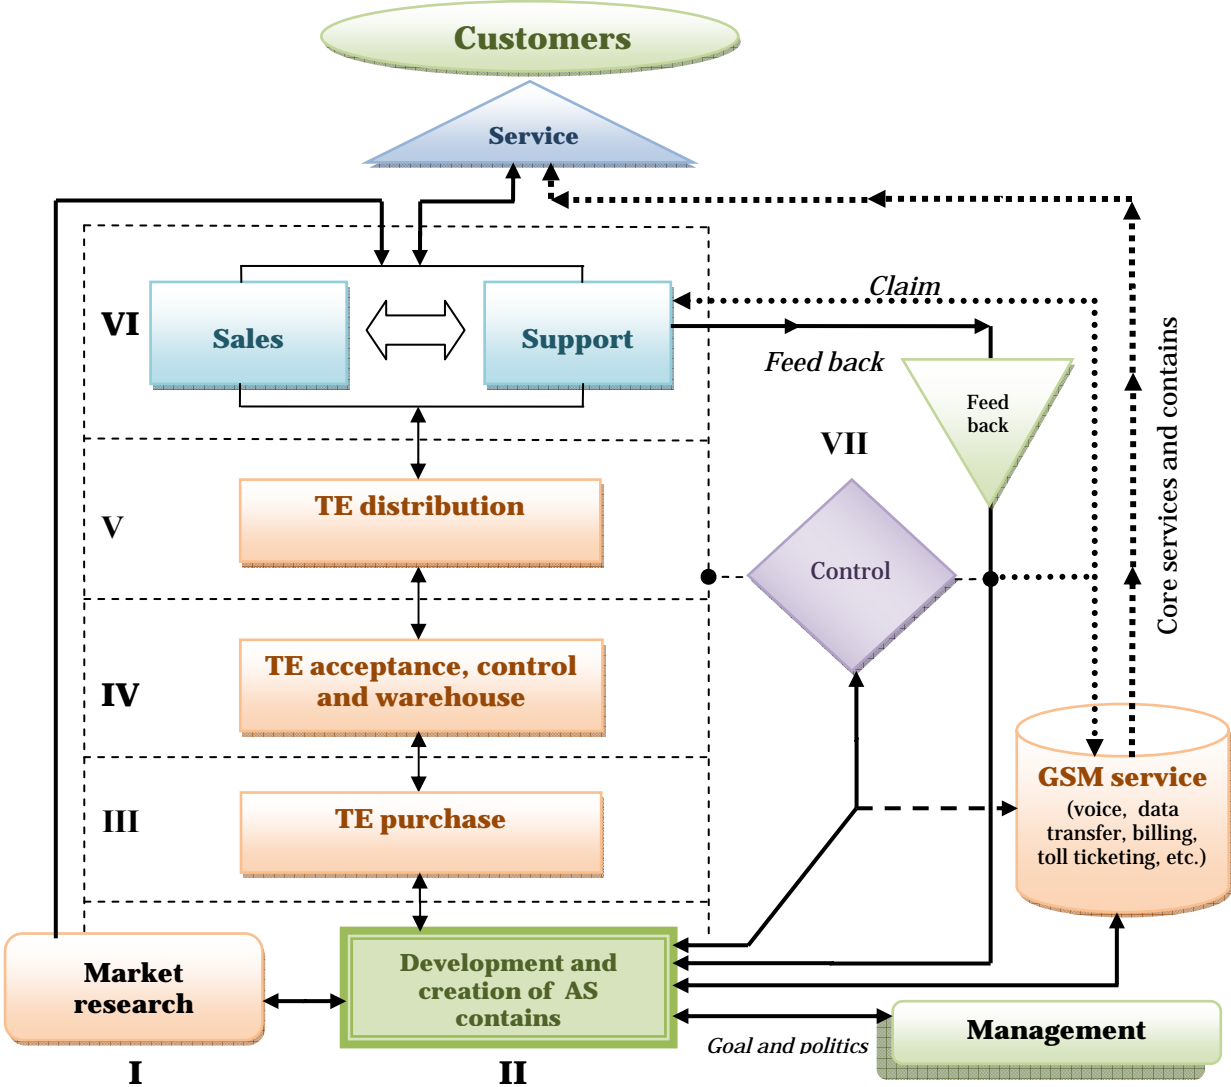 Customers
Service
Claim
VI
Sales
Support
Feed back
Feed
back
VII
Core services and contains
V
TE distribution
Control
IV
TE acceptance, control
and warehouse
III
TE purchase
GSM service
(voice, data
transfer, billing,
toll ticketing, etc.)
Market
research
Development and
creation of AS
contains
Management
Goal and politics
I
II